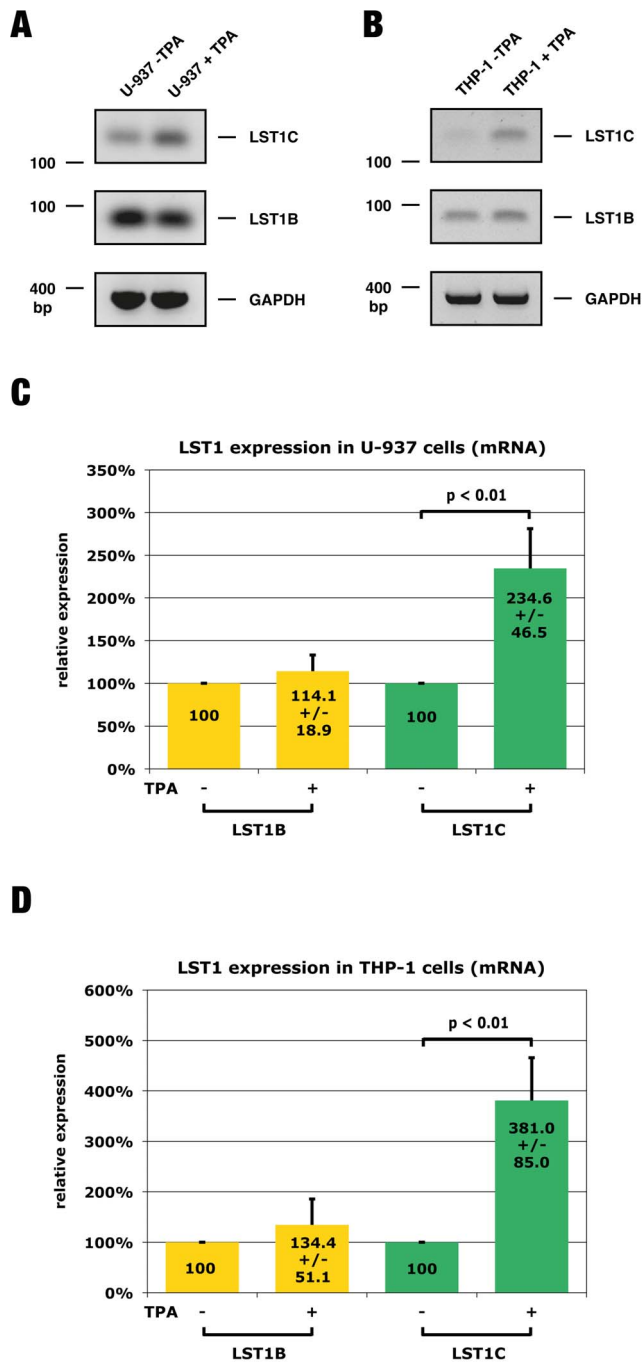 A
U-937 -TPA
U-937 + TPA
LST1C
100
100
LST1B
400
bp
GAPDH
B
THP-1 -TPA
THP-1 + TPA
LST1C
100
100
LST1B
400
bp
GAPDH
C
LST1 expression in U-937 cells (mRNA)
relative expression
350%
300%
250%
200%
150%
100%
50%
0%
p < 0.01
100
114.1
+/-
18.9
100
234.6
+/-
46.5
TPA - + - +
LST1B LST1C
D
LST1 expression in THP-1 cells (mRNA)
relative expression
600%
500%
400%
300%
200%
100%
0%
p < 0.01
100
134.4
+/-
51.1
100
381.0
+/-
85.0
TPA - + - +
LST1B LST1C